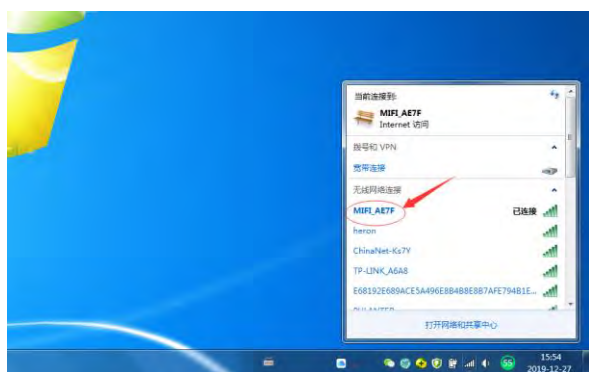 当前连接到:
MIFI_AE7F
Internet 访问
拨号和 VPN
宽带连接
无线网络连接
MIFI_AE7F 已连接
heron
ChinaNet-Ks7Y
TP-LINK_A6A8
E68192E689ACE5A496E8B4B8E8B7AFE794B1E...
打开网络和共享中心
55
15:54
2019-12-27